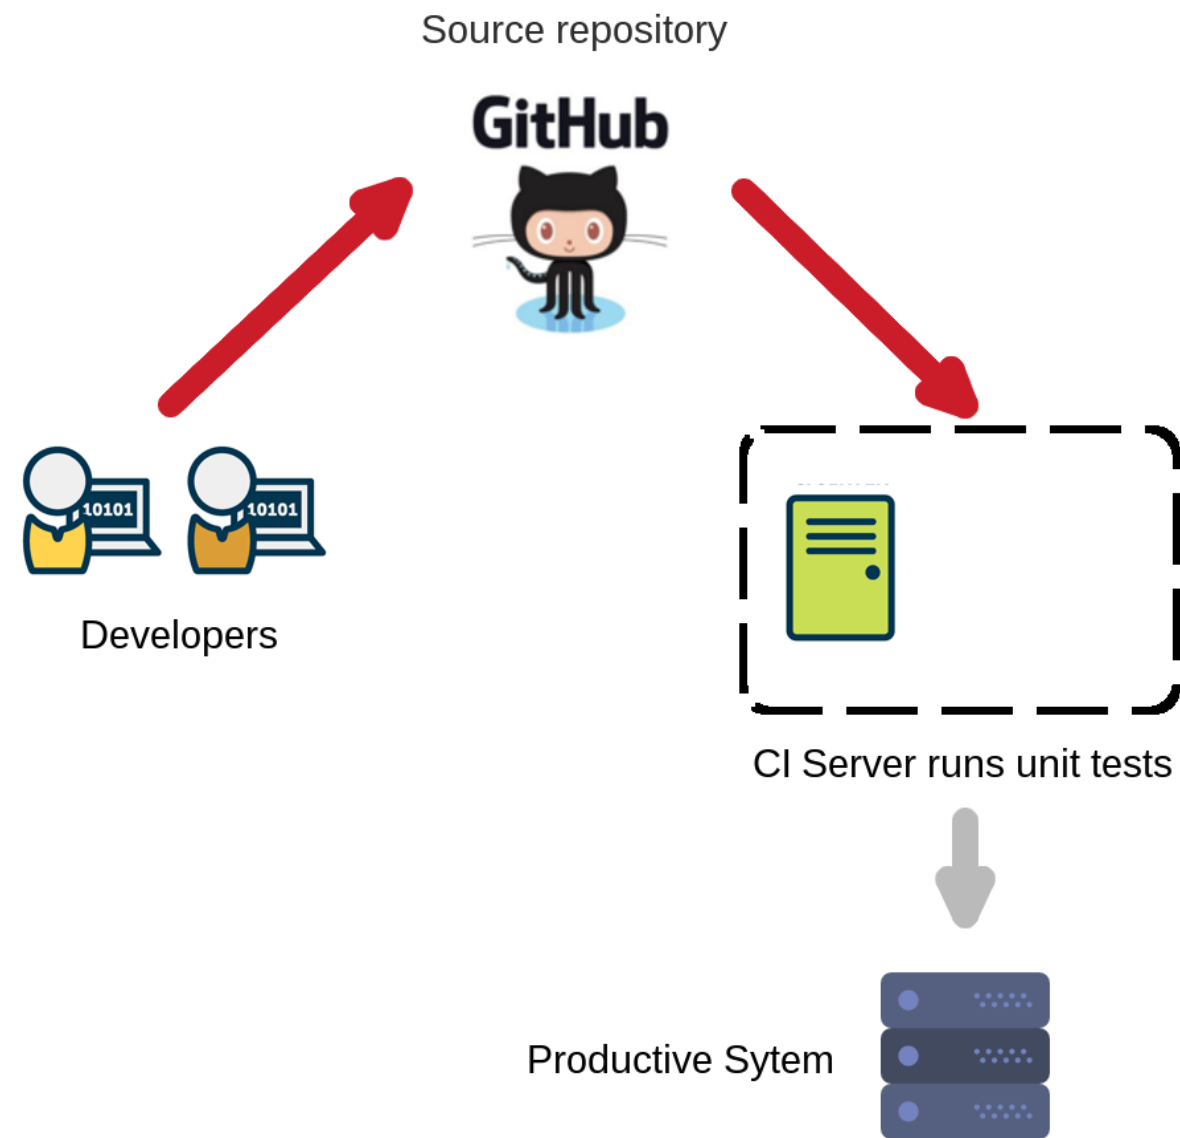 Source repository
GitHub
10101
10101
Developers
CI Server runs unit tests
Productive Sytem